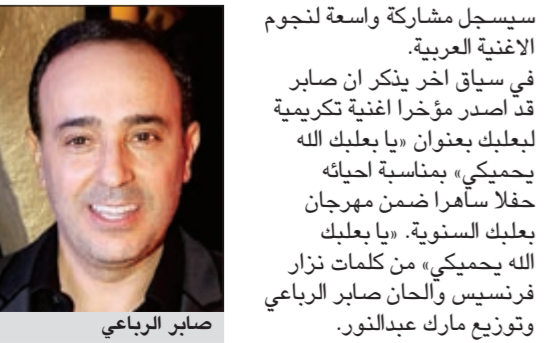 سيسجل مشاركة واسعة لنجوم
الاغنية العربية.
في سياق اخر يذكر ان صابر
قد اصدر مؤخرا اغنية تكريمية
لبعلبك بعنوان «يا بعلبك الله
يحميكي» بمناسبة احيائه
حفلا ساهرا ضمن مهرجان
بعلبك السنوية. «يا بعلبك
الله يحميكي» من كلمات نزار
فرنسيس والحان صابر الرباعي
وتوزيع مارك عبدالنور.
صابر الرباعي